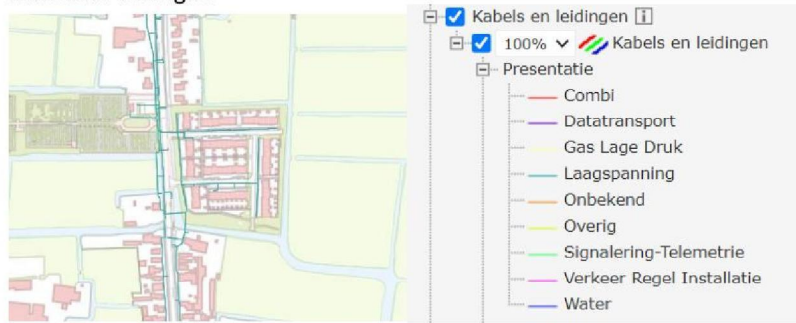 Kabels en leidingen i
100% Kabels en leidingen
Presentatie
Combi
Datatransport
Gas Lage Druk
Laagspanning
Onbekend
Overig
Signalering-Telemetrie
Verkeer Regel Installatie
Water